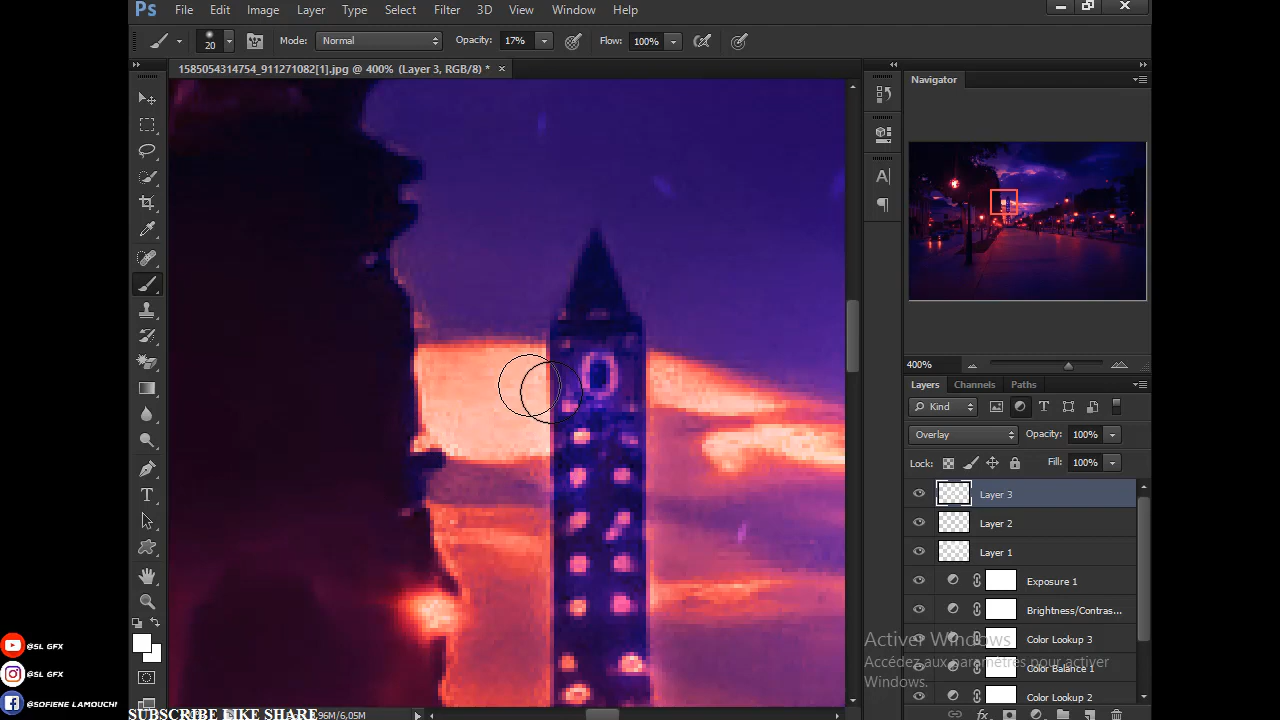 Ps File Edit Image Layer Type Select Filter 3D View Window Help
20 Mode: Normal Opacity: 17% Flow: 100%
1585054314754_911271082[1].jpg @ 400% (Layer 3, RGB/8) *
Navigator
400%
Layers Channels Paths
Kind
Overlay Opacity: 100%
Lock: Fill: 100%
Layer 3
Layer 2
Layer 1
Exposure 1
Brightness/Contras...
Color Lookup 3
Color Balance 1
Color Lookup 2
Activer Windows
Accédez aux paramètres pour activer
Windows.
@SL GFX
@SL GFX
@SOFIENE LAMOUCHI
SUBSCRIBE LIKE SHARE
,96M/6,05M